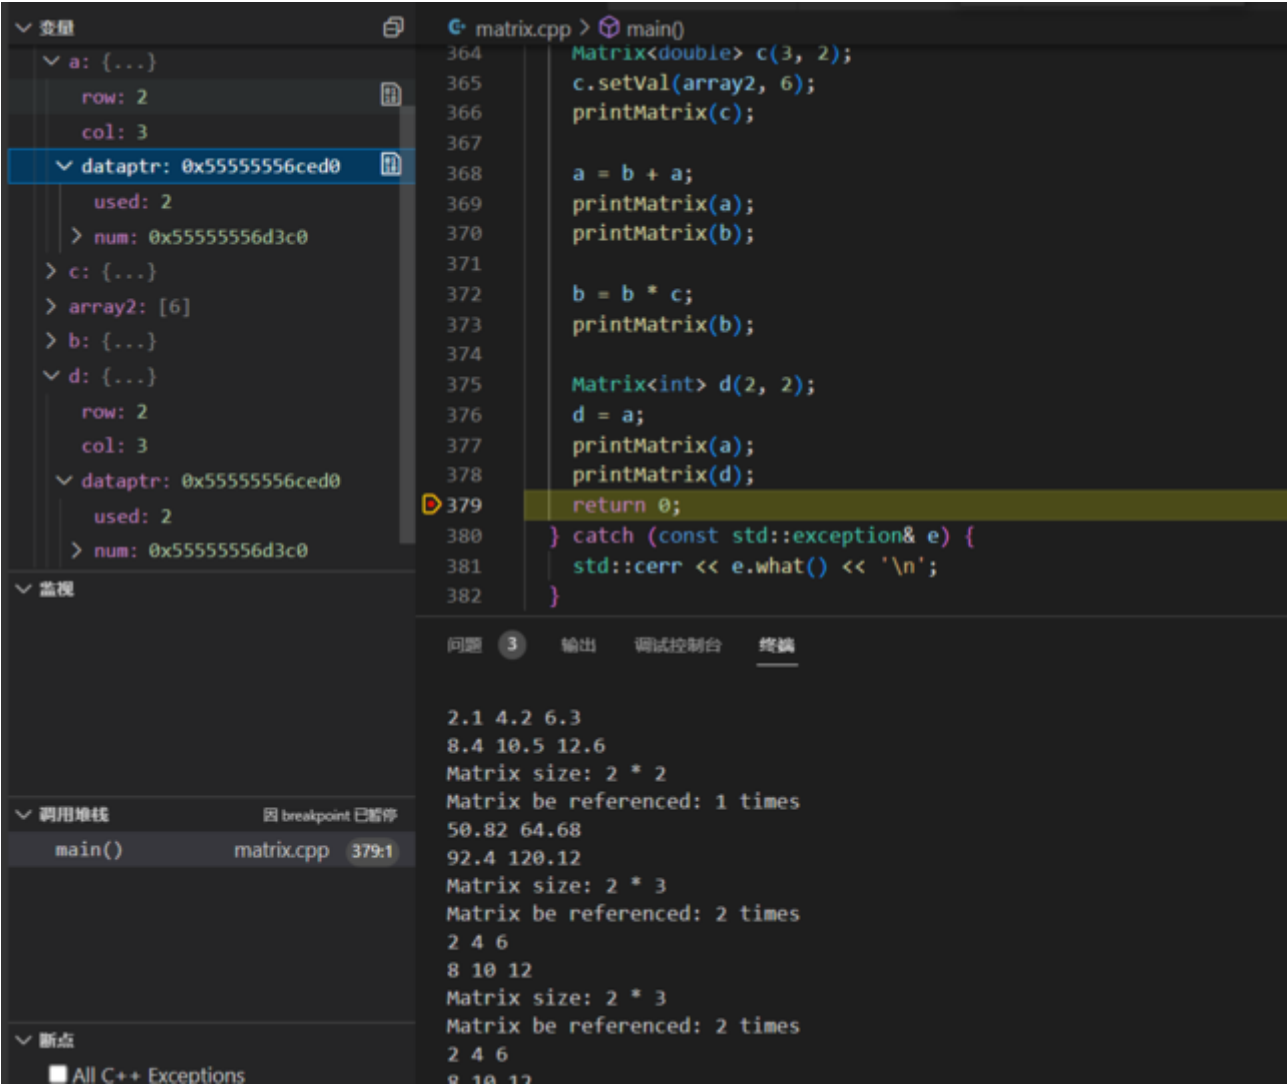 变量
a: {...}
row: 2
col: 3
dataptr: 0x55555556ced0
used: 2
num: 0x55555556d3c0
c: {...}
array2: [6]
b: {...}
d: {...}
row: 2
col: 3
dataptr: 0x55555556ced0
used: 2
num: 0x55555556d3c0
监视
调用堆栈 因 breakpoint 已暂停
main() matrix.cpp 379:1
断点
All C++ Exceptions
matrix.cpp > main()
364 Matrix<double> c(3, 2);
365 c.setVal(array2, 6);
366 printMatrix(c);
367
368 a = b + a;
369 printMatrix(a);
370 printMatrix(b);
371
372 b = b * c;
373 printMatrix(b);
374
375 Matrix<int> d(2, 2);
376 d = a;
377 printMatrix(a);
378 printMatrix(d);
379 return 0;
380 } catch (const std::exception& e) {
381 std::cerr << e.what() << '\n';
382 }
问题 3 输出 调试控制台 终端
2.1 4.2 6.3
8.4 10.5 12.6
Matrix size: 2 * 2
Matrix be referenced: 1 times
50.82 64.68
92.4 120.12
Matrix size: 2 * 3
Matrix be referenced: 2 times
2 4 6
8 10 12
Matrix size: 2 * 3
Matrix be referenced: 2 times
2 4 6
8 10 12